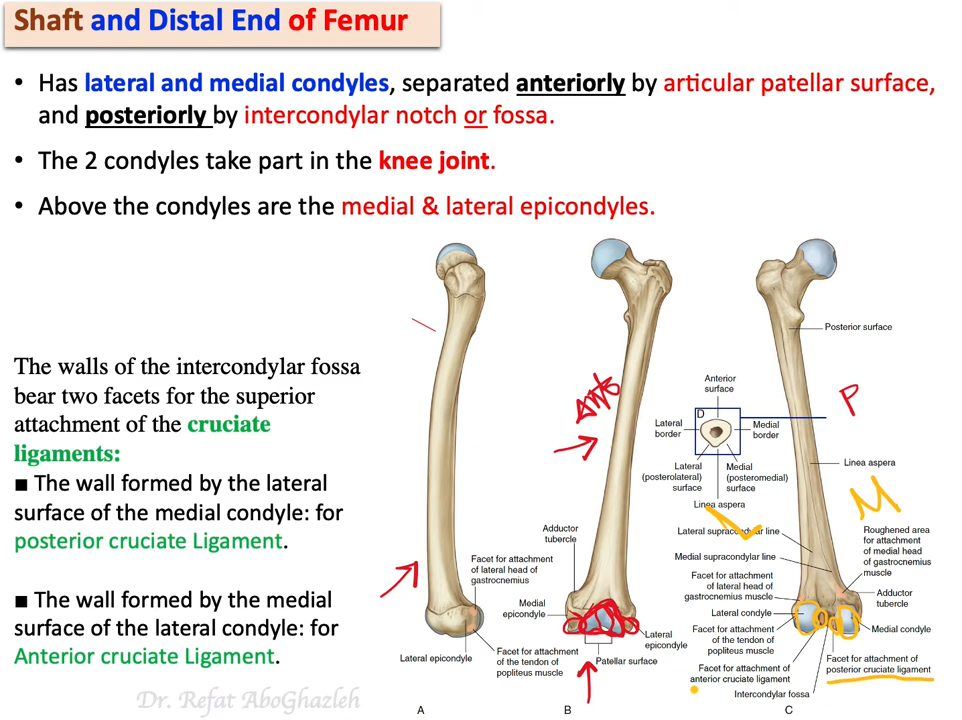 Shaft and Distal End of Femur
• Has lateral and medial condyles, separated anteriorly by articular patellar surface,
and posteriorly by intercondylar notch or fossa.
• The 2 condyles take part in the knee joint.
• Above the condyles are the medial & lateral epicondyles.
The walls of the intercondylar fossa
bear two facets for the superior
attachment of the cruciate
ligaments:
■ The wall formed by the lateral
surface of the medial condyle: for
posterior cruciate Ligament.
■ The wall formed by the medial
surface of the lateral condyle: for
Anterior cruciate Ligament.
Dr. Refat AboGhazleh
Facet for attachment
of lateral head of
gastrocnemius
Lateral epicondyle
Facet for attachment
of the tendon of
popliteus muscle
A
Adductor
tubercle
Medial
epicondyle
Lateral
epicondyle
Patellar surface
B
Anterior
surface
D
Lateral
border
Medial
border
Lateral
(posterolateral)
surface
Medial
(posteromedial)
surface
Linea aspera
Posterior surface
P
Linea aspera
M
Lateral supracondylar line
Medial supracondylar line
Facet for attachment
of lateral head of
gastrocnemius muscle
Lateral condyle
Facet for attachment
of the tendon of
popliteus muscle
Facet for attachment of
anterior cruciate ligament
Intercondylar fossa
Roughened area
for attachment
of medial head
of gastrocnemius
muscle
Adductor
tubercle
Medial condyle
Facet for attachment of
posterior cruciate ligament
C